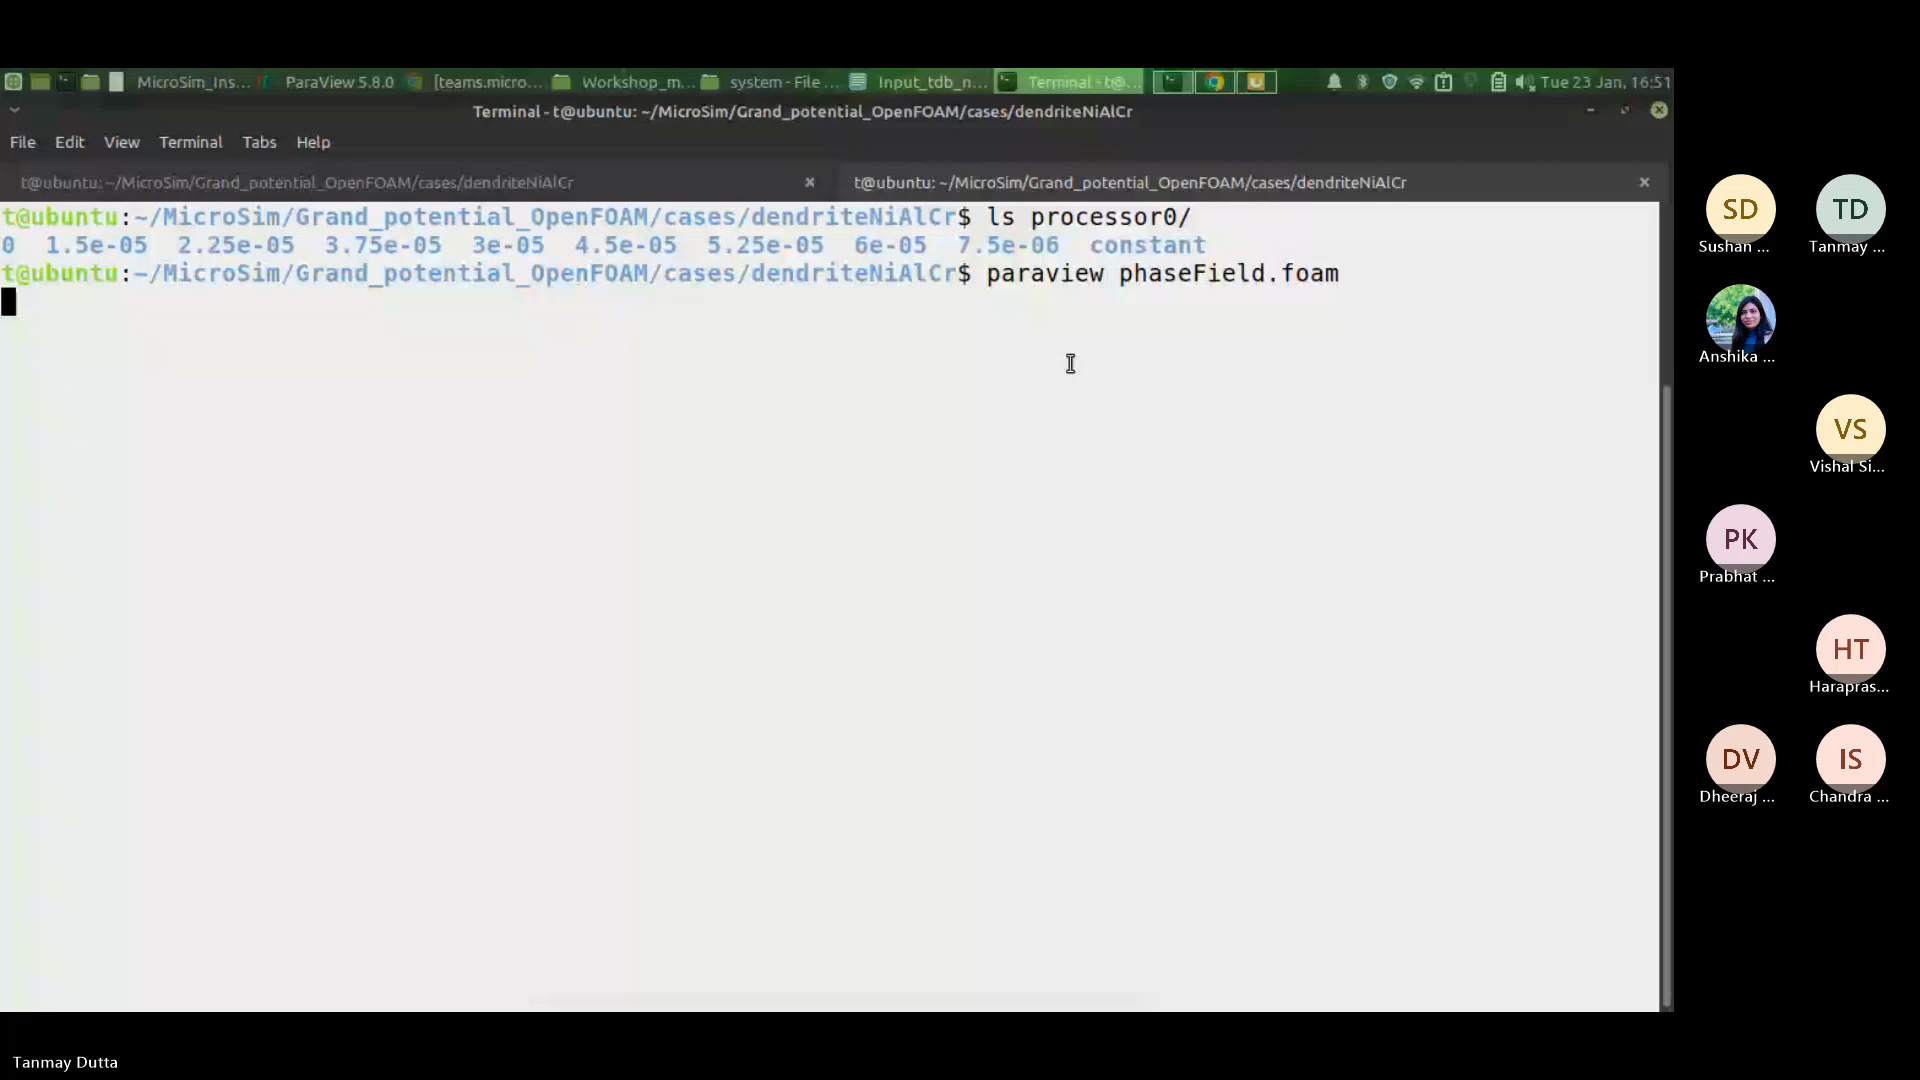 MicroSim_Ins... ParaView 5.8.0 [teams.micro... Workshop_m... system - File ... Input_tdb_n... Terminal - t@... Tue 23 Jan, 16:51
Terminal - t@ubuntu: ~/MicroSim/Grand_potential_OpenFOAM/cases/dendriteNiAlCr
File Edit View Terminal Tabs Help
t@ubuntu: ~/MicroSim/Grand_potential_OpenFOAM/cases/dendriteNiAlCr
t@ubuntu: ~/MicroSim/Grand_potential_OpenFOAM/cases/dendriteNiAlCr
t@ubuntu:~/MicroSim/Grand_potential_OpenFOAM/cases/dendriteNiAlCr$ ls processor0/
0 1.5e-05 2.25e-05 3.75e-05 3e-05 4.5e-05 5.25e-05 6e-05 7.5e-06 constant
t@ubuntu:~/MicroSim/Grand_potential_OpenFOAM/cases/dendriteNiAlCr$ paraview phaseField.foam
SD
Sushan ...
TD
Tanmay ...
Anshika ...
VS
Vishal Si...
PK
Prabhat ...
HT
Harapras...
DV
Dheeraj ...
IS
Chandra ...
Tanmay Dutta